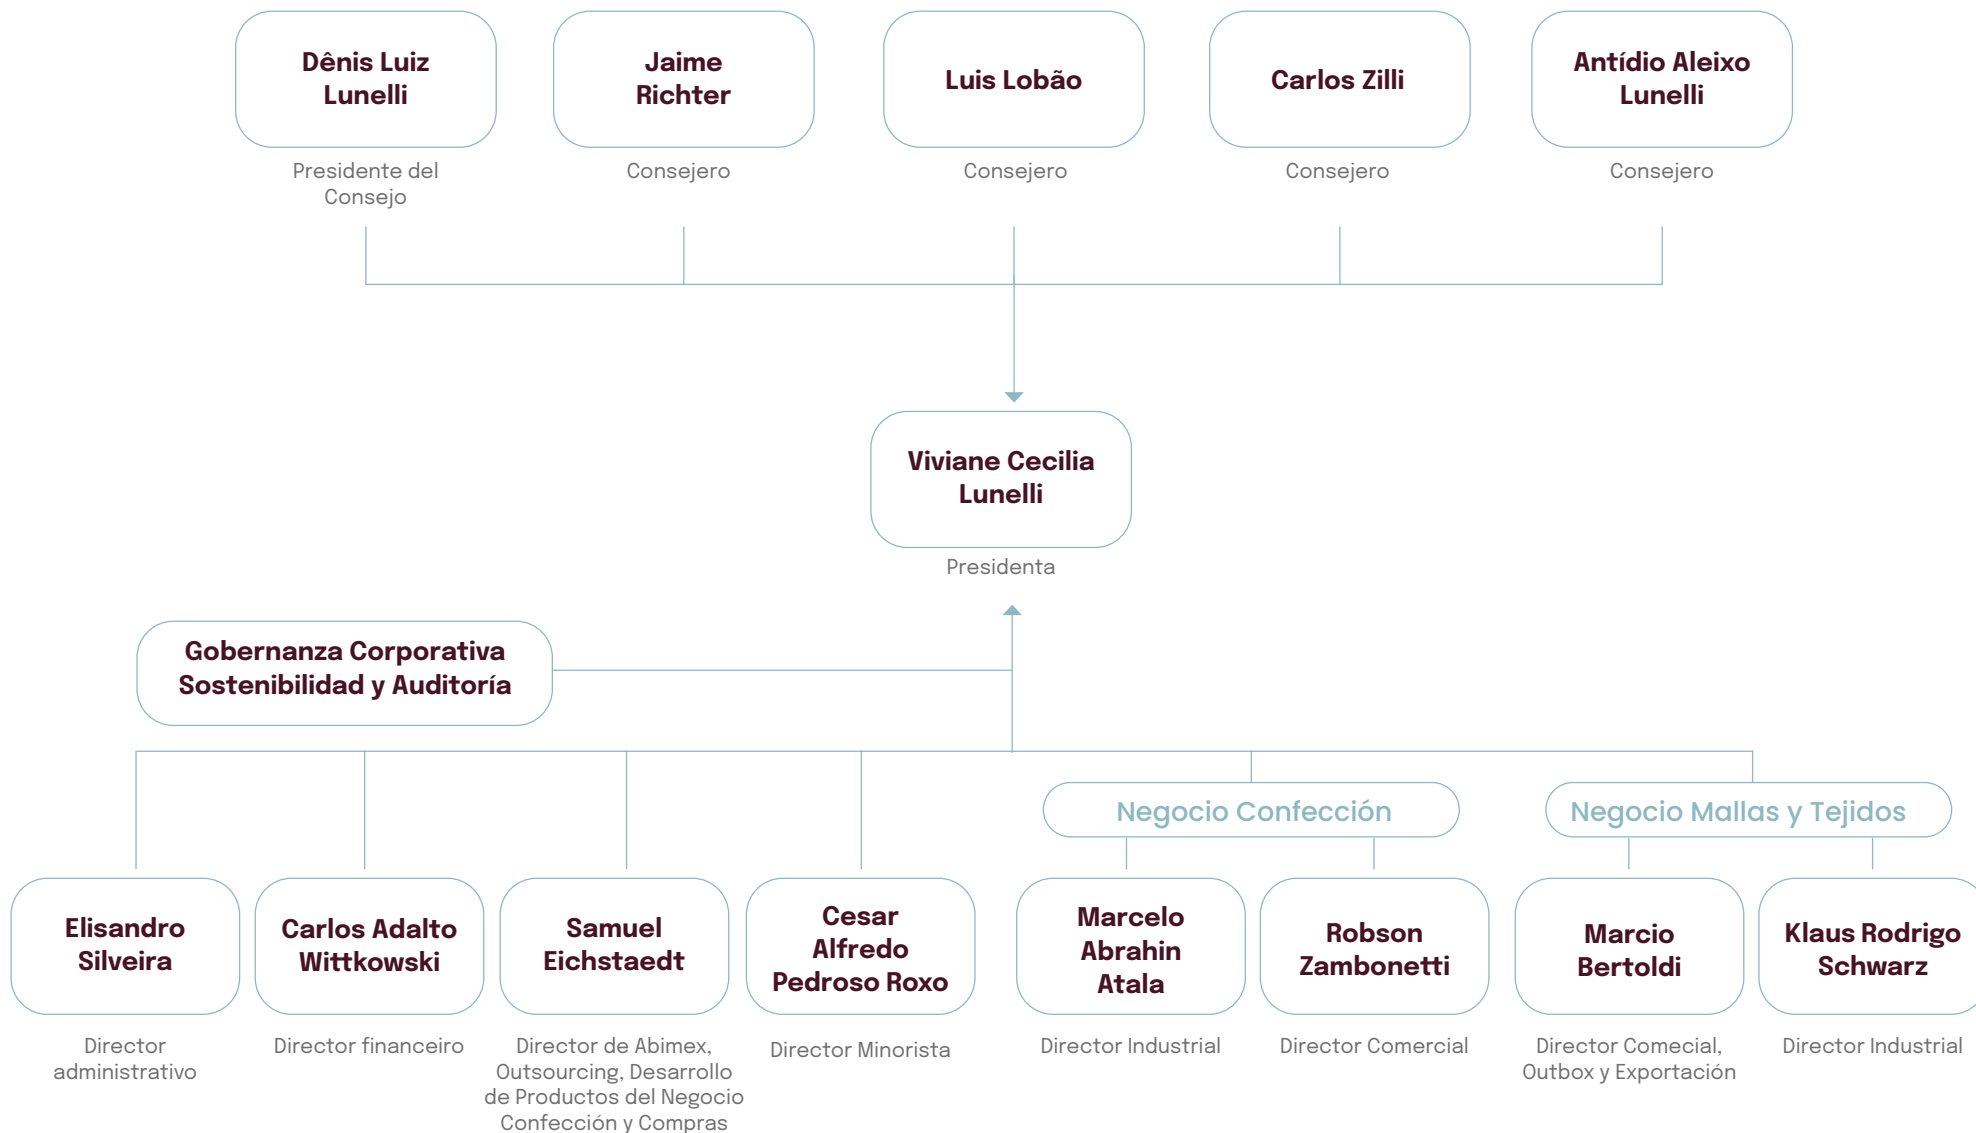 Dênis Luiz
Lunelli
Presidente del
Consejo
Jaime
Richter
Consejero
Luis Lobão
Consejero
Carlos Zilli
Consejero
Antídio Aleixo
Lunelli
Consejero
Viviane Cecilia
Lunelli
Presidenta
Gobernanza Corporativa
Sostenibilidad y Auditoría
Negocio Confección
Negocio Mallas y Tejidos
Elisandro
Silveira
Director
administrativo
Carlos Adalto
Wittkowski
Director financeiro
Samuel
Eichstaedt
Director de Abimex,
Outsourcing, Desarrollo
de Productos del Negocio
Confección y Compras
Cesar
Alfredo
Pedroso Roxo
Director Minorista
Marcelo
Abrahin
Atala
Director Industrial
Robson
Zambonetti
Director Comercial
Marcio
Bertoldi
Director Comecial,
Outbox y Exportación
Klaus Rodrigo
Schwarz
Director Industrial